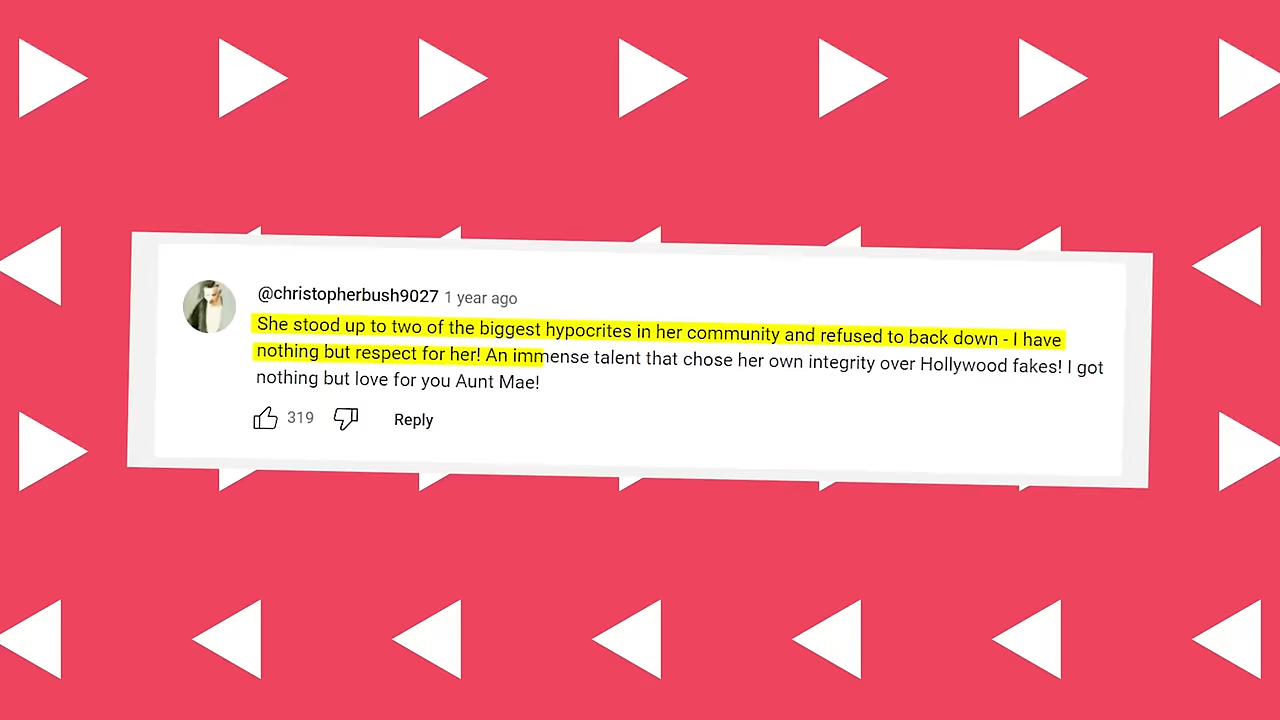 @christopherbush9027 1 year ago
She stood up to two of the biggest hypocrites in her community and refused to back down - I have
nothing but respect for her! An immense talent that chose her own integrity over Hollywood fakes! I got
nothing but love for you Aunt Mae!
319 Reply